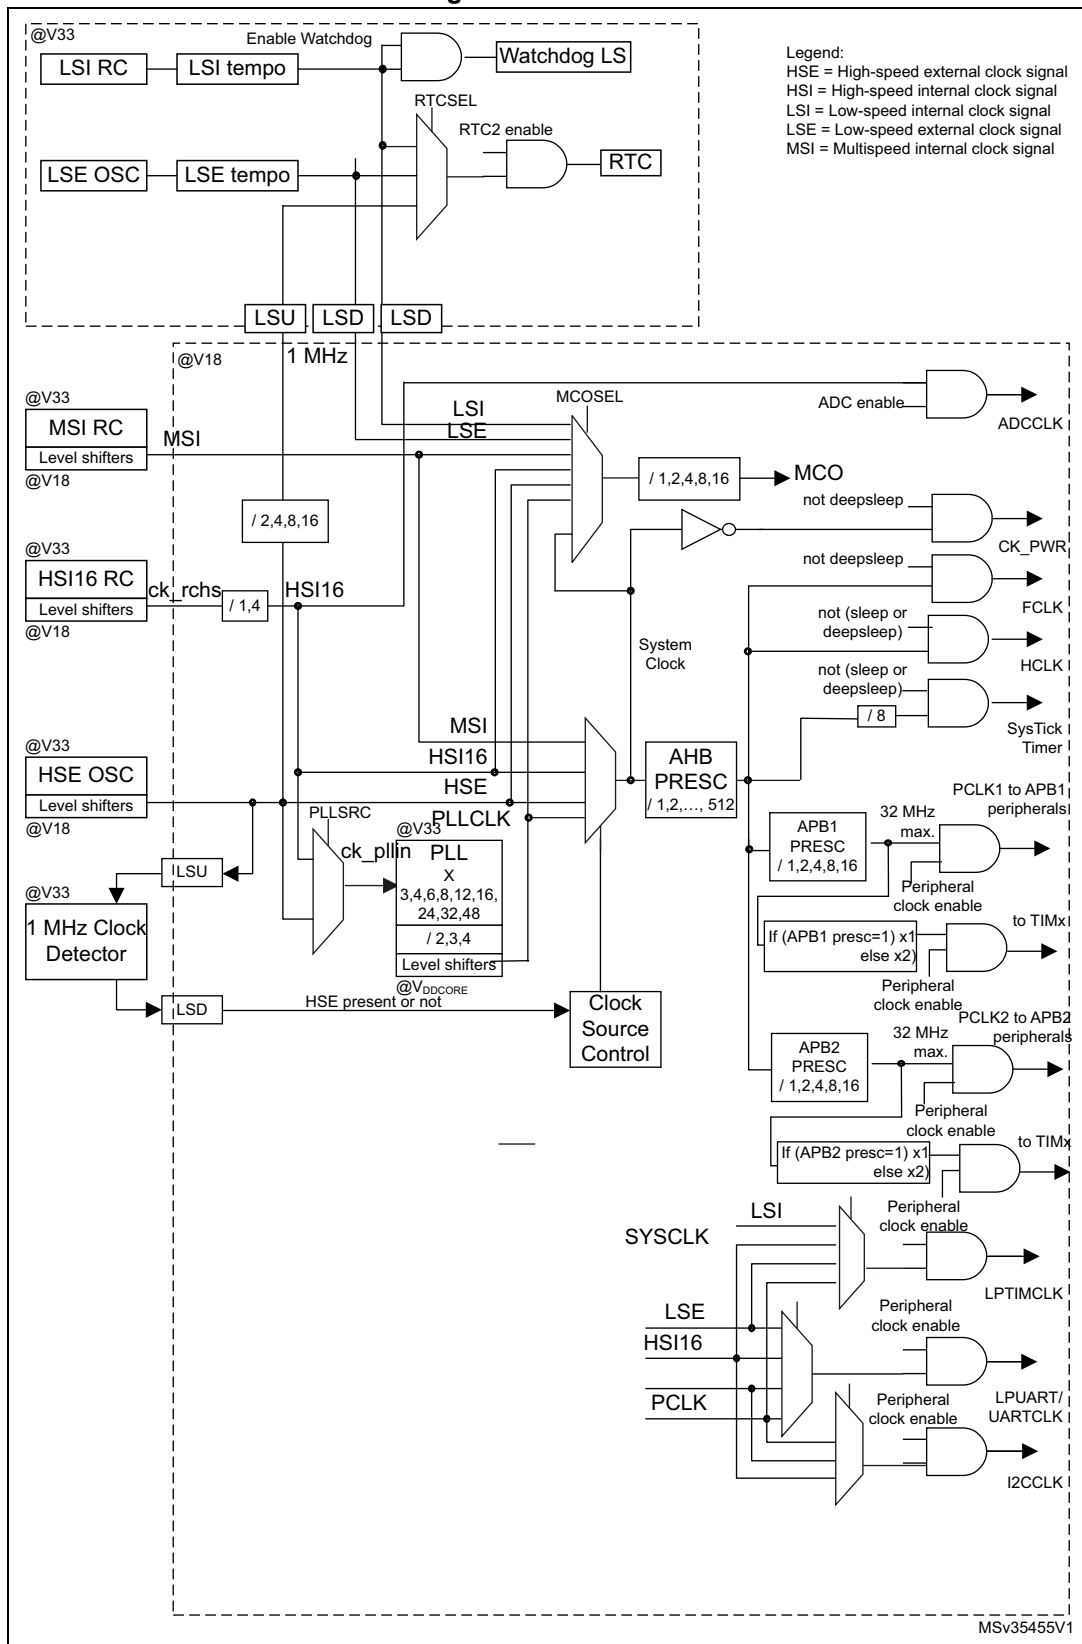 @V33
Enable Watchdog
LSI RC
LSI tempo
Watchdog LS
Legend:
HSE = High-speed external clock signal
HSI = High-speed internal clock signal
LSI = Low-speed internal clock signal
LSE = Low-speed external clock signal
MSI = Multispeed internal clock signal
RTCSEL
RTC2 enable
LSE OSC
LSE tempo
RTC
LSU
LSD
LSD
@V18
1 MHz
@V33
MSI RC
Level shifters
@V18
MSI
LSI
LSE
MCOSEL
ADC enable
ADCCLK
/ 1,2,4,8,16
MCO
/ 2,4,8,16
not deepsleep
CK_PWR
@V33
HSI16 RC
Level shifters
@V18
ck_rchs
/ 1,4
HSI16
not deepsleep
FCLK
System
Clock
not (sleep or
deepsleep)
HCLK
not (sleep or
deepsleep)
/ 8
SysTick
Timer
@V33
HSE OSC
Level shifters
@V18
MSI
HSI16
HSE
PLLCLK
AHB
PRESC
/ 1,2,..., 512
PLLSRC
ck_pllin
@V33
PLL
X
3,4,6,8,12,16,
24,32,48
/ 2,3,4
Level shifters
@VDDCORE
PCLK1 to APB1
peripherals
32 MHz
max.
APB1
PRESC
/ 1,2,4,8,16
Peripheral
clock enable
LSU
@V33
1 MHz Clock
Detector
LSD
HSE present or not
Clock
Source
Control
If (APB1 presc=1) x1
else x2)
to TIMx
Peripheral
clock enable
PCLK2 to APB2
peripherals
32 MHz
max.
APB2
PRESC
/ 1,2,4,8,16
Peripheral
clock enable
If (APB2 presc=1) x1
else x2)
to TIMx
Peripheral
clock enable
LSI
SYSCLK
LPTIMCLK
LSE
HSI16
PCLK
Peripheral
clock enable
LPUART/
UARTCLK
Peripheral
clock enable
I2CCLK
MSv35455V1